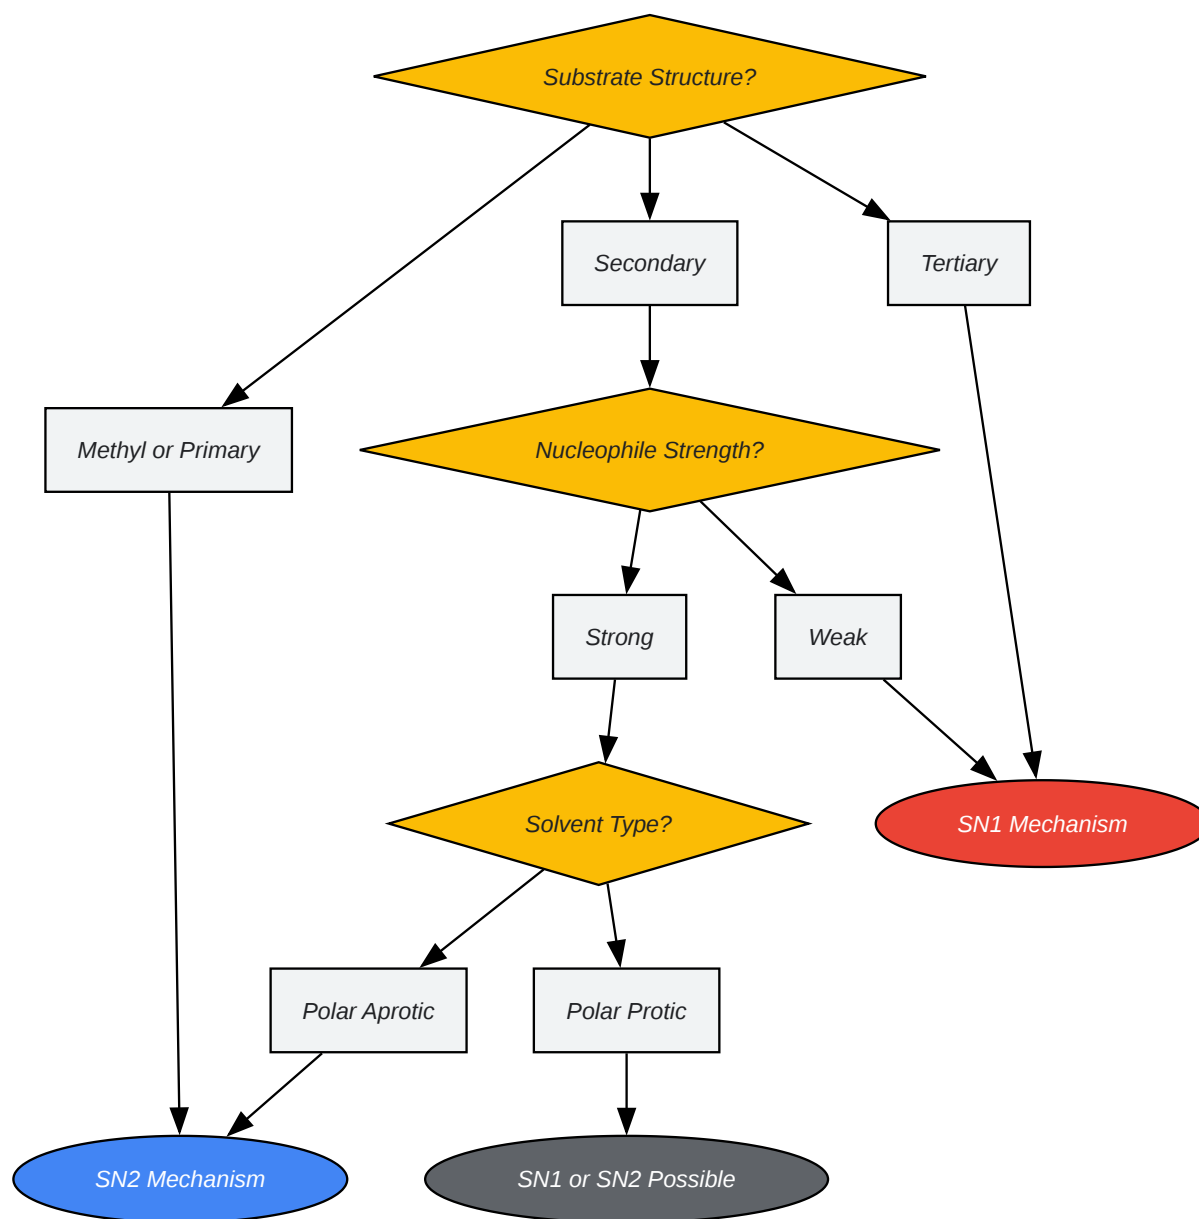 Substrate Structure?
Secondary
Tertiary
Methyl or Primary
Nucleophile Strength?
Strong
Weak
Solvent Type?
SN1 Mechanism
Polar Aprotic
Polar Protic
SN2 Mechanism
SN1 or SN2 Possible